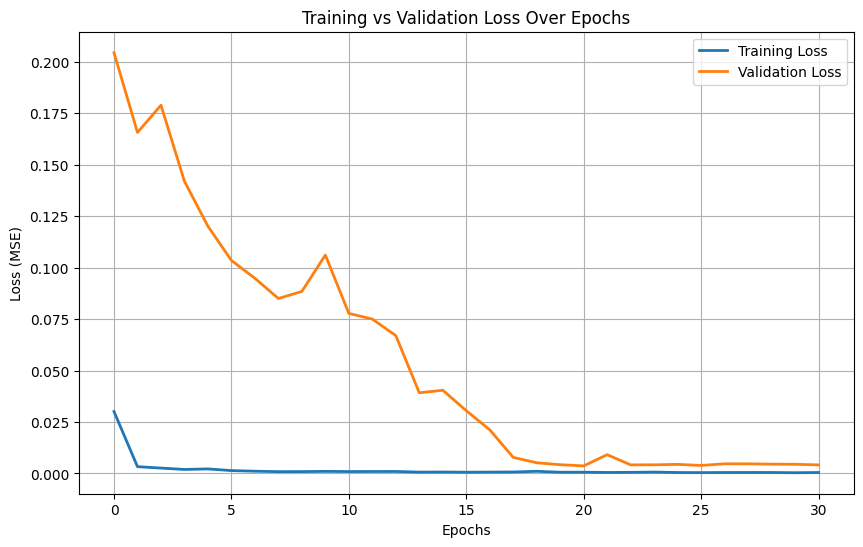 Training vs Validation Loss Over Epochs
Training Loss
Validation Loss
0.200
0.175
0.150
0.125
0.100
0.075
0.050
0.025
0.000
Loss (MSE)
0 5 10 15 20 25 30
Epochs